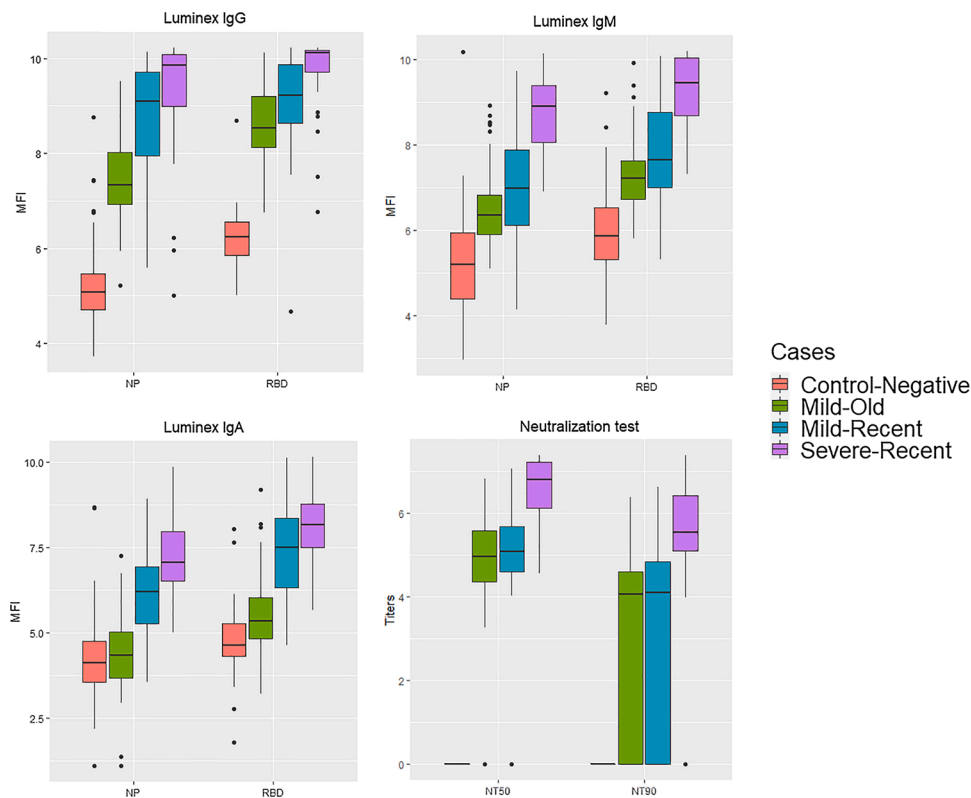 Luminex IgG
MFI
10
8
6
4
NP
RBD
Luminex IgM
MFI
10
8
6
4
NP
RBD
Cases
Control-Negative
Mild-Old
Mild-Recent
Severe-Recent
Luminex IgA
MFI
10.0
7.5
5.0
2.5
NP
RBD
Neutralization test
Titers
6
4
2
0
NT50
NT90